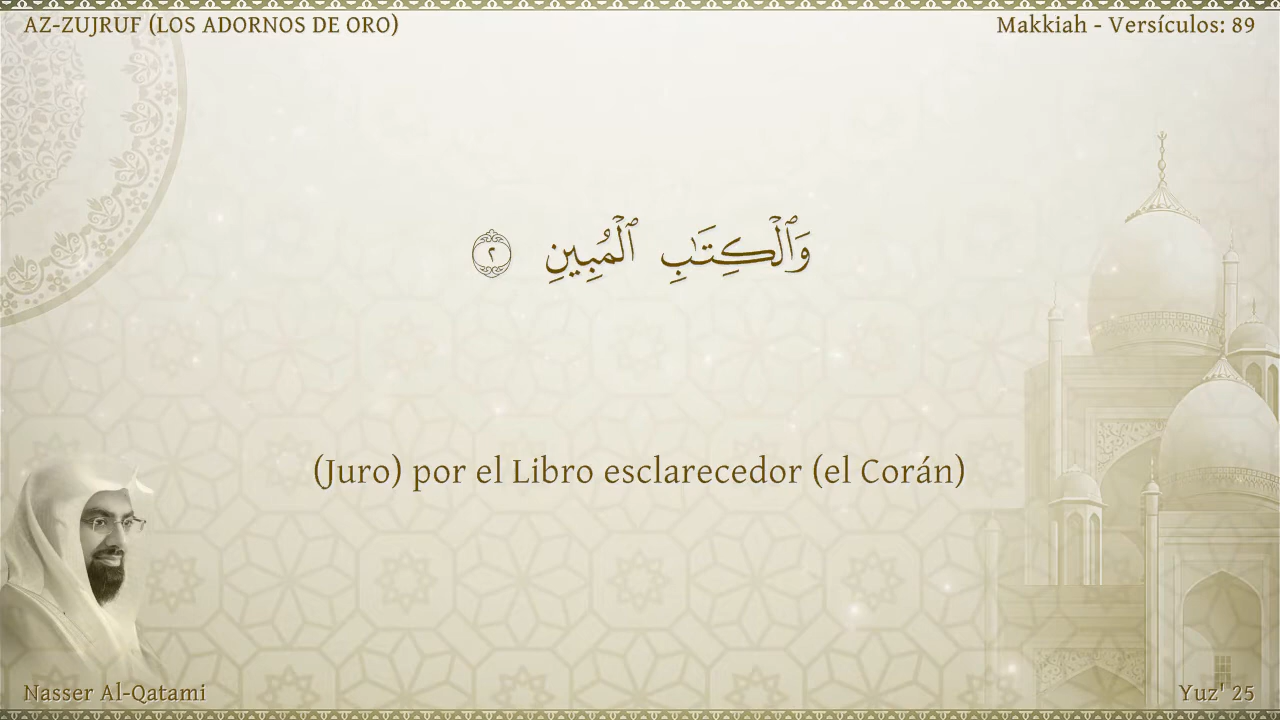 AZ-ZUJRUF (LOS ADORNOS DE ORO)
Makkiah - Versículos: 89
وَٱلْكِتَـٰبِ ٱلْمُبِينِ ٢
(Juro) por el Libro esclarecedor (el Corán)
Nasser Al-Qatami
Yuz' 25